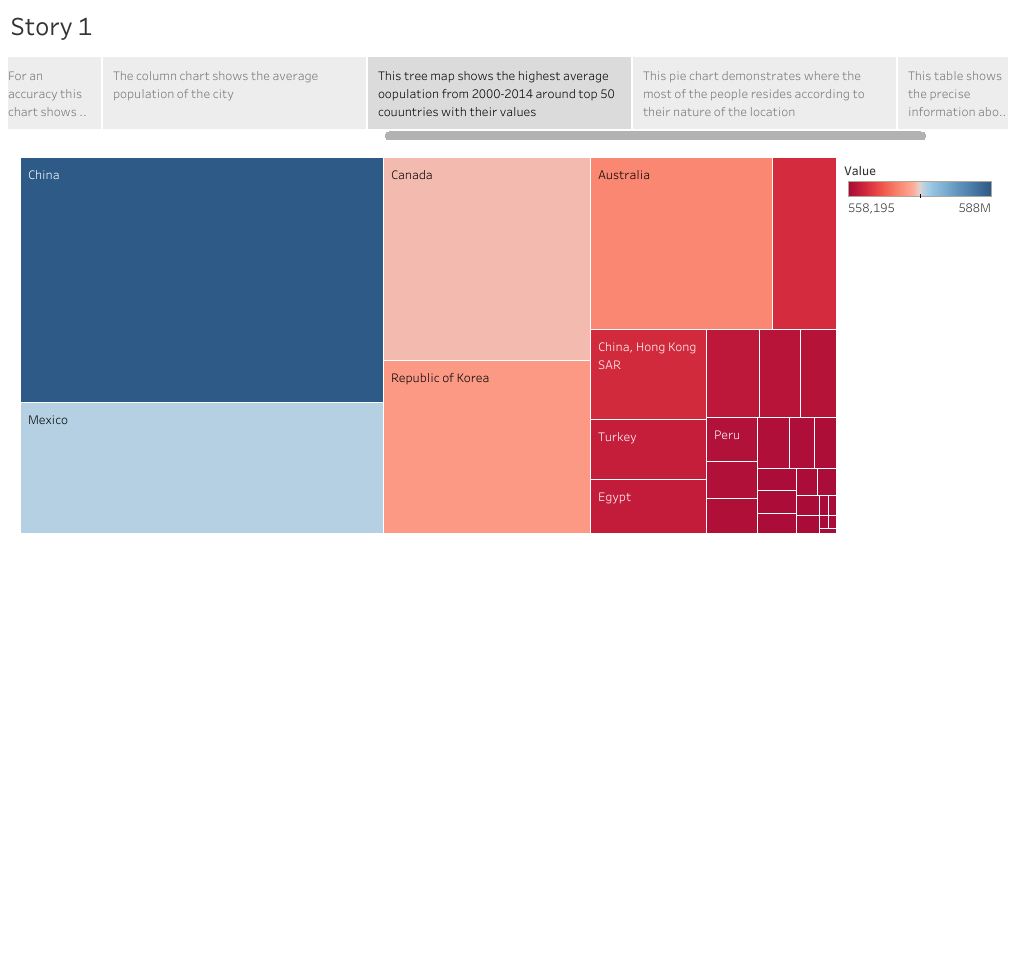 Story 1
For an
accuracy this
chart shows ..
The column chart shows the average
population of the city
This tree map shows the highest average
oopulation from 2000-2014 around top 50
couuntries with their values
This pie chart demonstrates where the
most of the people resides according to
their nature of the location
This table shows
the precise
information abo..
China
Canada
Australia
Value
558,195 588M
China, Hong Kong
SAR
Republic of Korea
Mexico
Turkey
Peru
Egypt